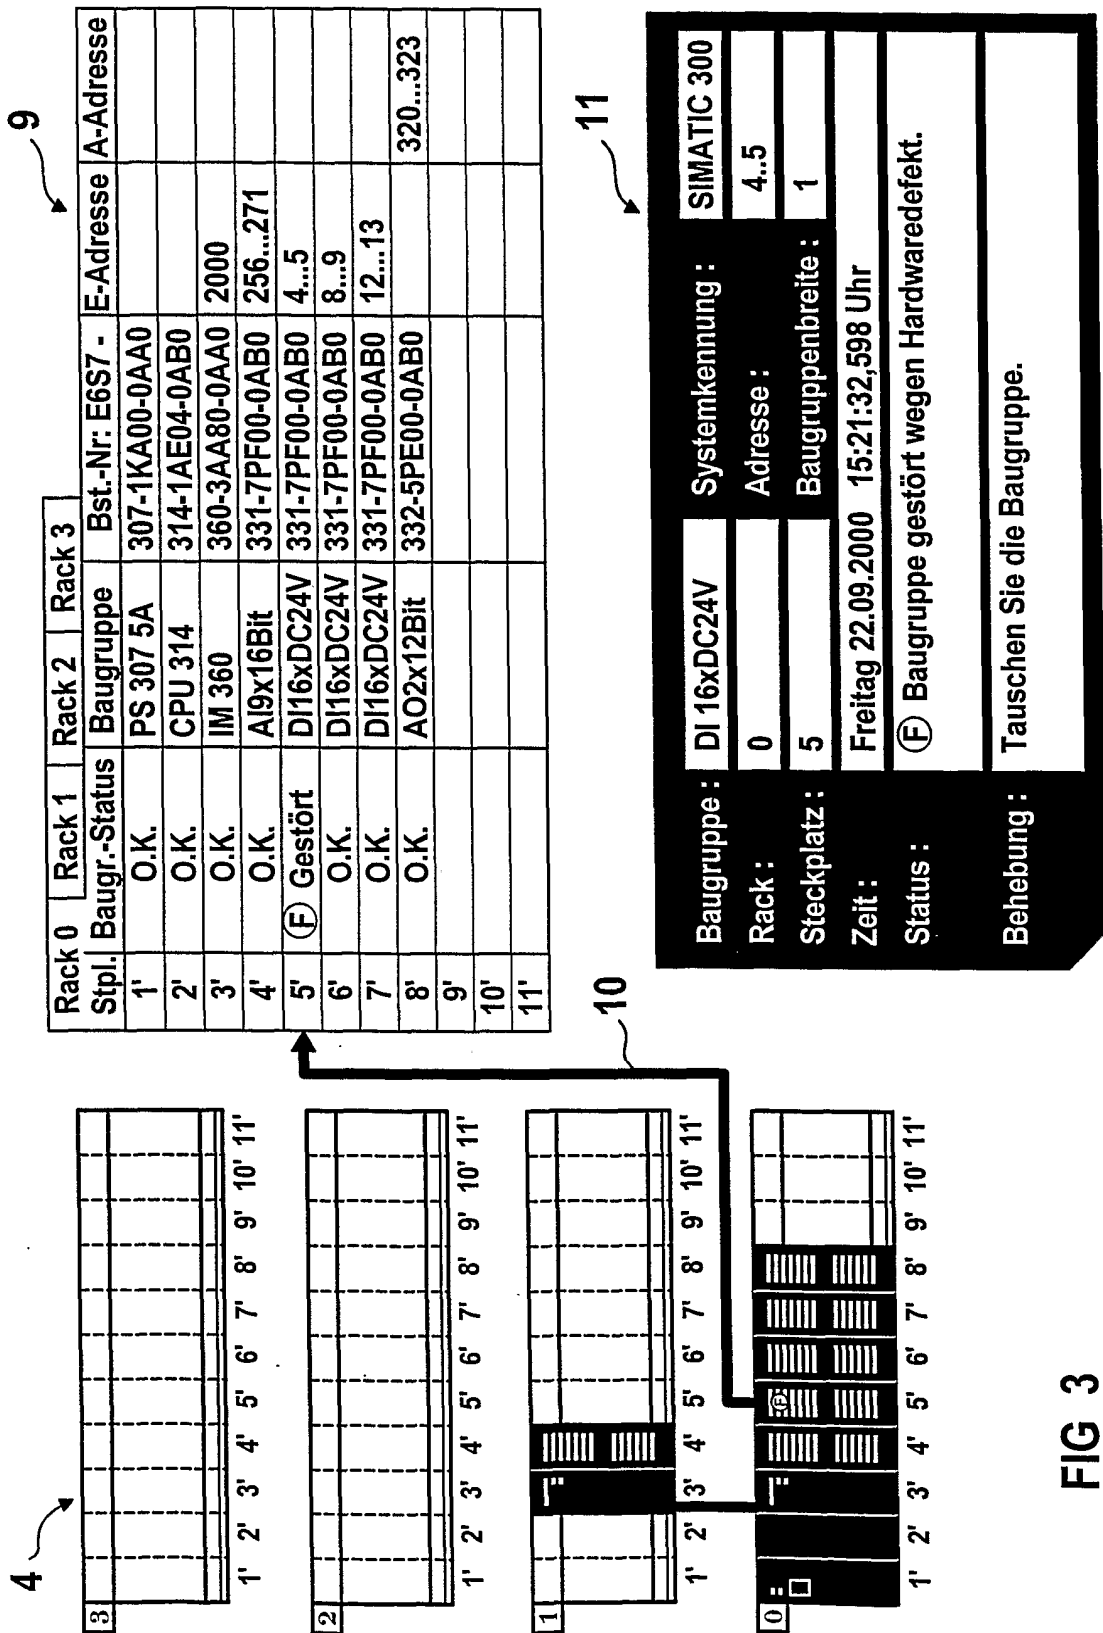 4
3
1' 2' 3' 4' 5' 6' 7' 8' 9' 10' 11'
2
1' 2' 3' 4' 5' 6' 7' 8' 9' 10' 11'
1
1' 2' 3' 4' 5' 6' 7' 8' 9' 10' 11'
0
F
1' 2' 3' 4' 5' 6' 7' 8' 9' 10' 11'
9
Rack 0 Rack 1 Rack 2 Rack 3
Stpl. Baugr.-Status Baugruppe Bst.-Nr: E6S7 - E-Adresse A-Adresse
1' O.K. PS 307 5A 307-1KA00-0AA0
2' O.K. CPU 314 314-1AE04-0AB0
3' O.K. IM 360 360-3AA80-0AA0 2000
4' O.K. AI9x16Bit 331-7PF00-0AB0 256...271
5' F Gestört DI16xDC24V 331-7PF00-0AB0 4...5
6' O.K. DI16xDC24V 331-7PF00-0AB0 8...9
7' O.K. DI16xDC24V 331-7PF00-0AB0 12...13
8' O.K. AO2x12Bit 332-5PE00-0AB0 320...323
9'
10'
11'
10
11
Baugruppe : DI 16xDC24V Systemkennung : SIMATIC 300
Rack : 0 Adresse : 4..5
Steckplatz : 5 Baugruppenbreite : 1
Zeit : Freitag 22.09.2000 15:21:32,598 Uhr
Status : F Baugruppe gestört wegen Hardwaredefekt.
Behebung : Tauschen Sie die Baugruppe.
FIG 3